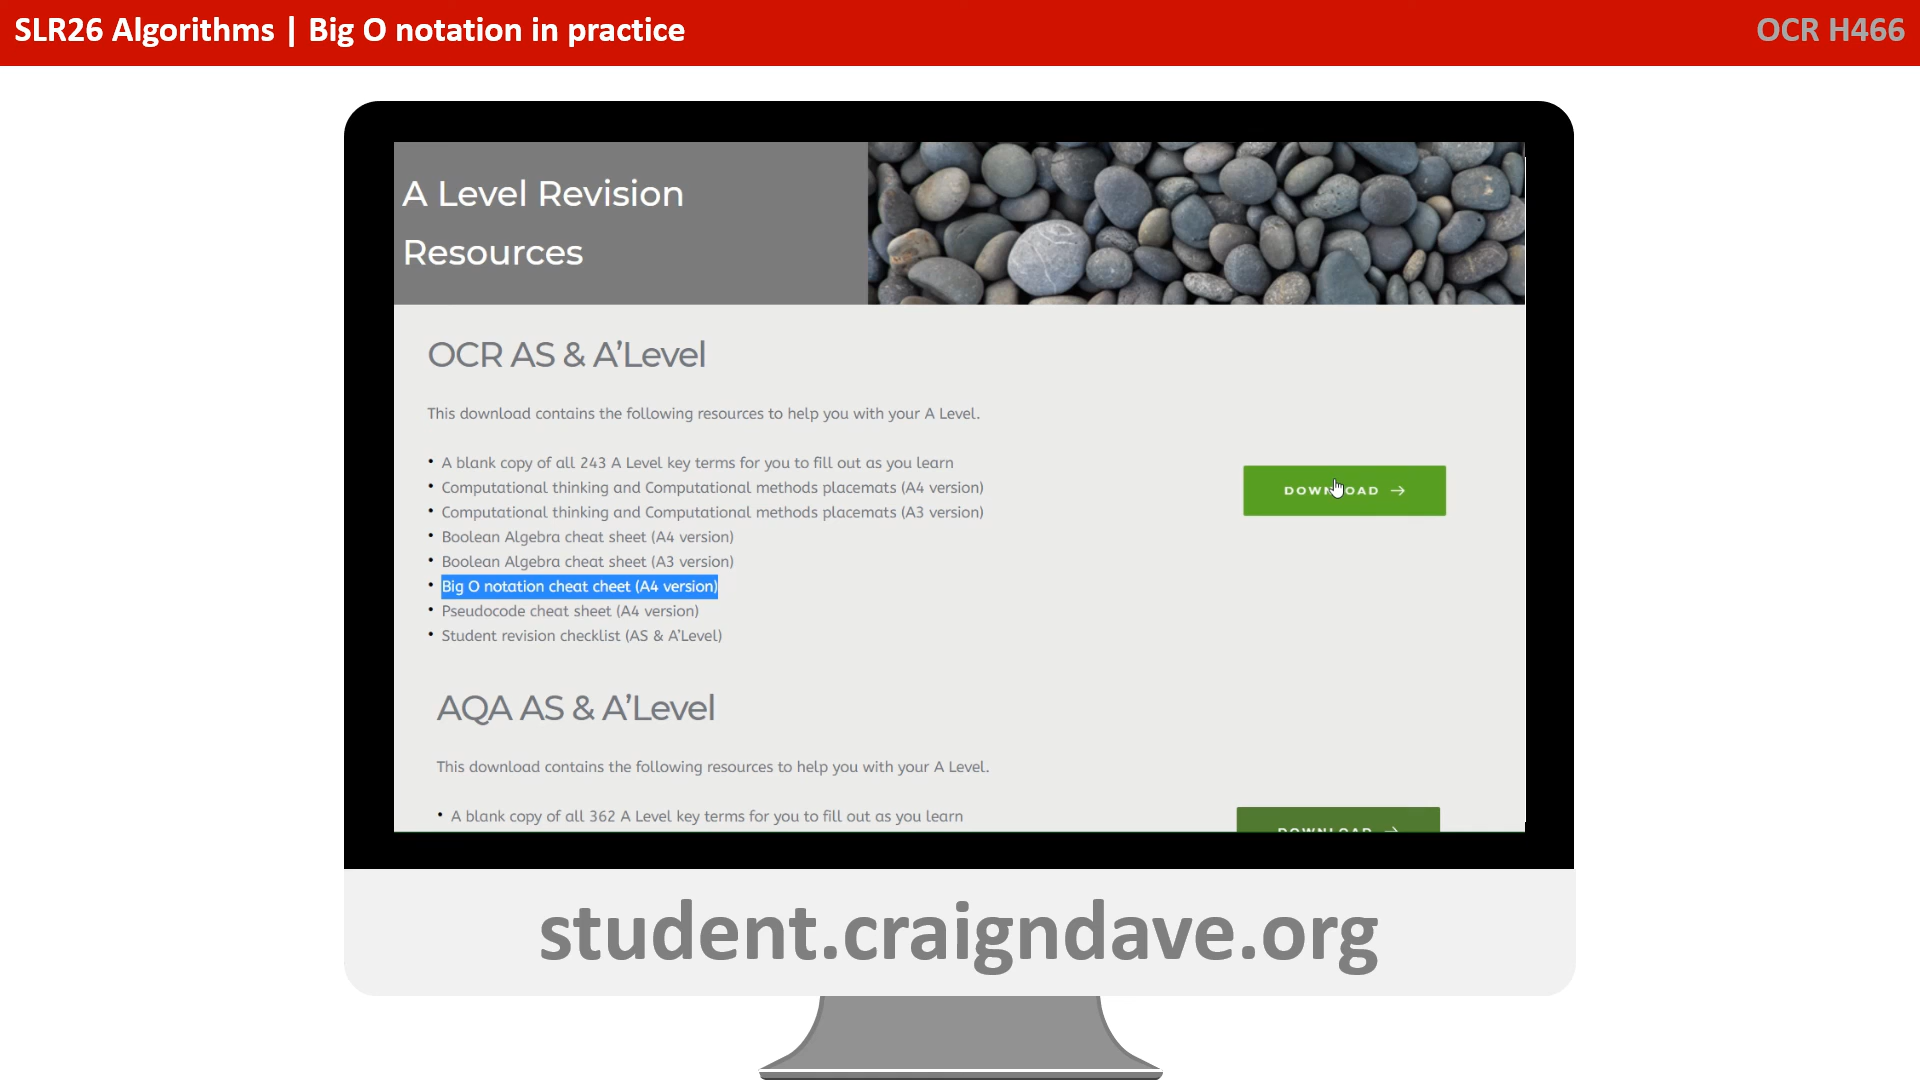 SLR26 Algorithms | Big O notation in practice
OCR H466
A Level Revision
Resources
OCR AS & A’Level
This download contains the following resources to help you with your A Level.
• A blank copy of all 243 A Level key terms for you to fill out as you learn
• Computational thinking and Computational methods placemats (A4 version)
• Computational thinking and Computational methods placemats (A3 version)
• Boolean Algebra cheat sheet (A4 version)
• Boolean Algebra cheat sheet (A3 version)
• Big O notation cheat cheet (A4 version)
• Pseudocode cheat sheet (A4 version)
• Student revision checklist (AS & A’Level)
DOWNLOAD →
AQA AS & A’Level
This download contains the following resources to help you with your A Level.
• A blank copy of all 362 A Level key terms for you to fill out as you learn
DOWNLOAD →
student.craigndave.org